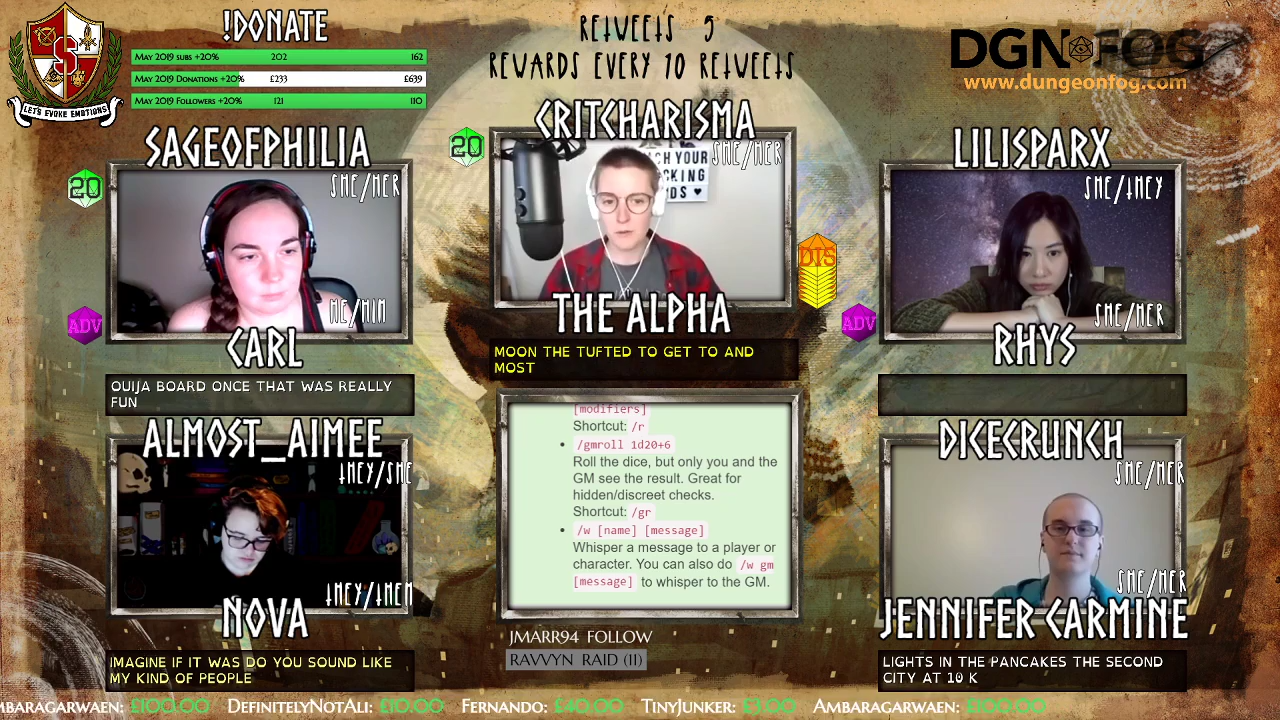 !DONATE
MAY 2019 SUBS +20% 202 162
MAY 2019 DONATIONS +20% £233 £639
MAY 2019 FOLLOWERS +20% 121 110
LET'S EVOKE EMOTIONS
RETWEETS 5
REWARDS EVERY 10 RETWEETS
DGN FOG
www.dungeonfog.com
SAGEOFPHILIA
SHE/HER
20
HE/HIM
ADV
CARL
OUIJA BOARD ONCE THAT WAS REALLY
FUN
CRITCHARISMA
SHE/HER
20
CH YOUR
CKING
DS ♥
DIS
THE ALPHA
MOON THE TUFTED TO GET TO AND
MOST
LILISPARX
SHE/THEY
SHE/HER
ADV
RHYS
ALMOST_AIMEE
THEY/SHE
THEY/THEM
NOVA
IMAGINE IF IT WAS DO YOU SOUND LIKE
MY KIND OF PEOPLE
[modifiers]
Shortcut: /r
• /gmroll 1d20+6
Roll the dice, but only you and the
GM see the result. Great for
hidden/discreet checks.
Shortcut: /gr
• /w [name] [message]
Whisper a message to a player or
character. You can also do /w gm
[message] to whisper to the GM.
JMARR94 FOLLOW
RAVVYN RAID (11)
DICECRUNCH
SHE/HER
SHE/HER
JENNIFER CARMINE
LIGHTS IN THE PANCAKES THE SECOND
CITY AT 10 K
MBARAGARWAEN: £100.00 DEFINITELYNOTALI: £10.00 FERNANDO: £40.00 TINYJUNKER: £3.00 AMBARAGARWAEN: £100.00